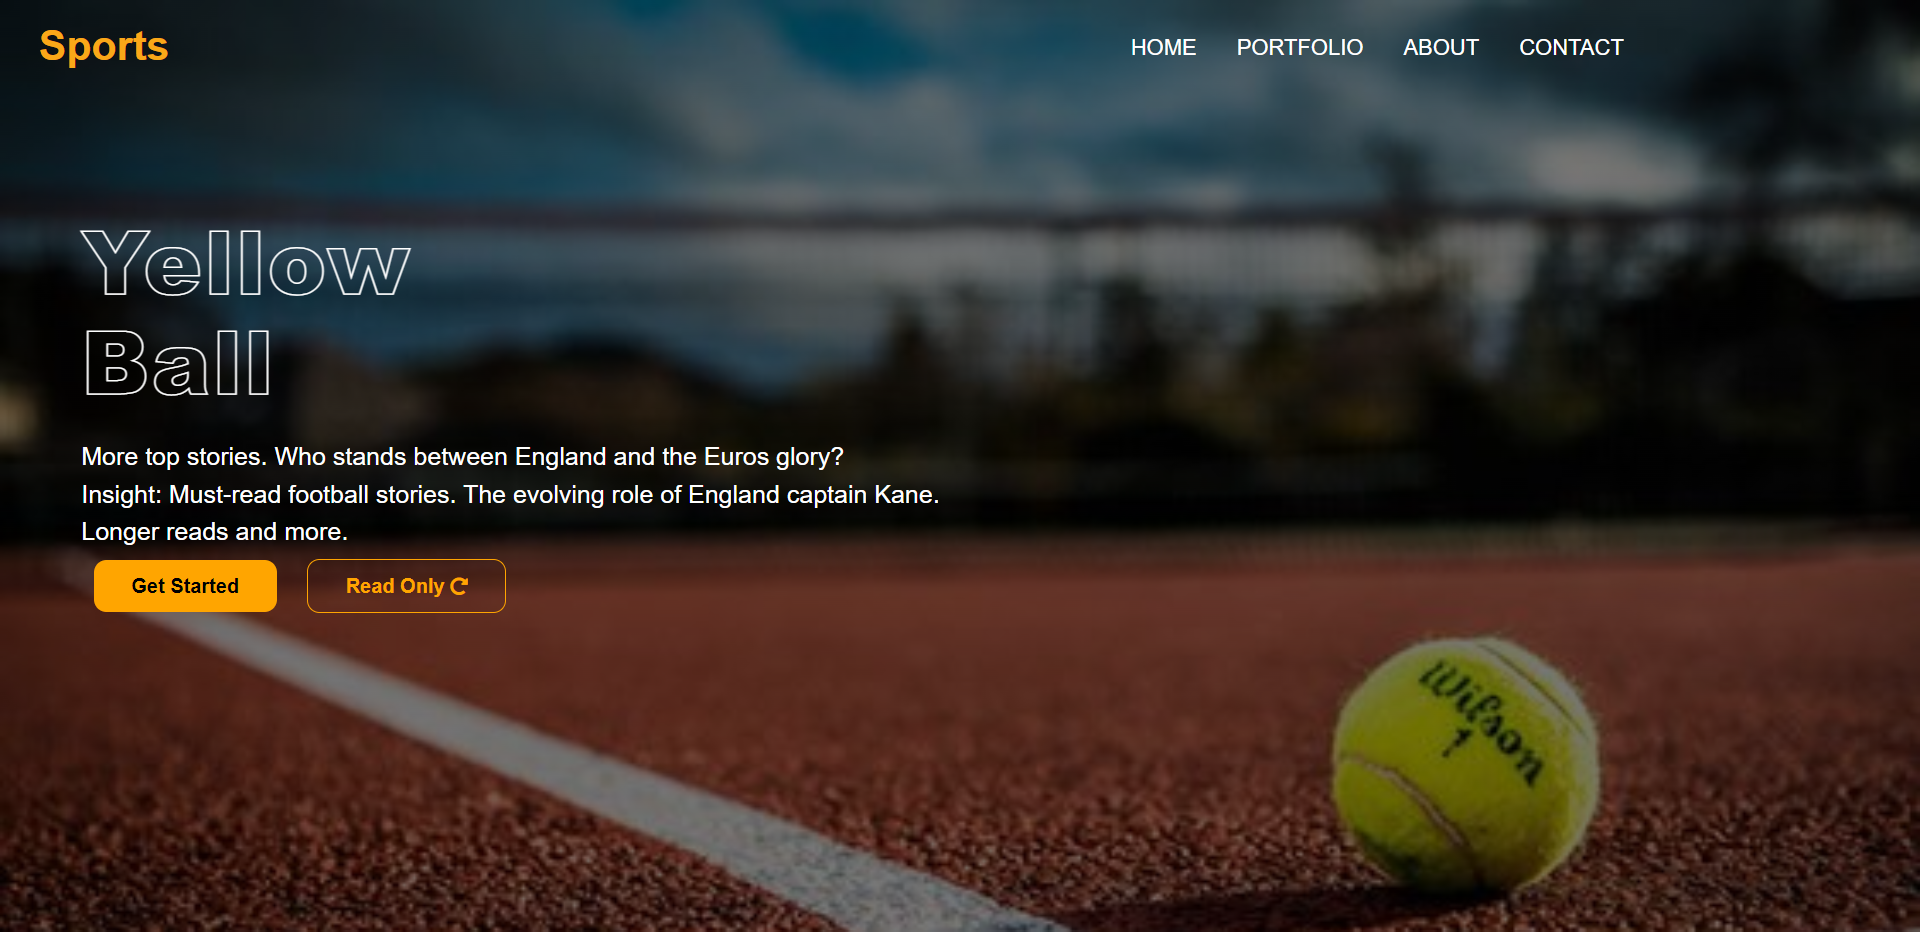 Sports
HOME PORTFOLIO ABOUT CONTACT
Yellow
Ball
More top stories. Who stands between England and the Euros glory?
Insight: Must-read football stories. The evolving role of England captain Kane.
Longer reads and more.
Get Started Read Only
Wilson
1